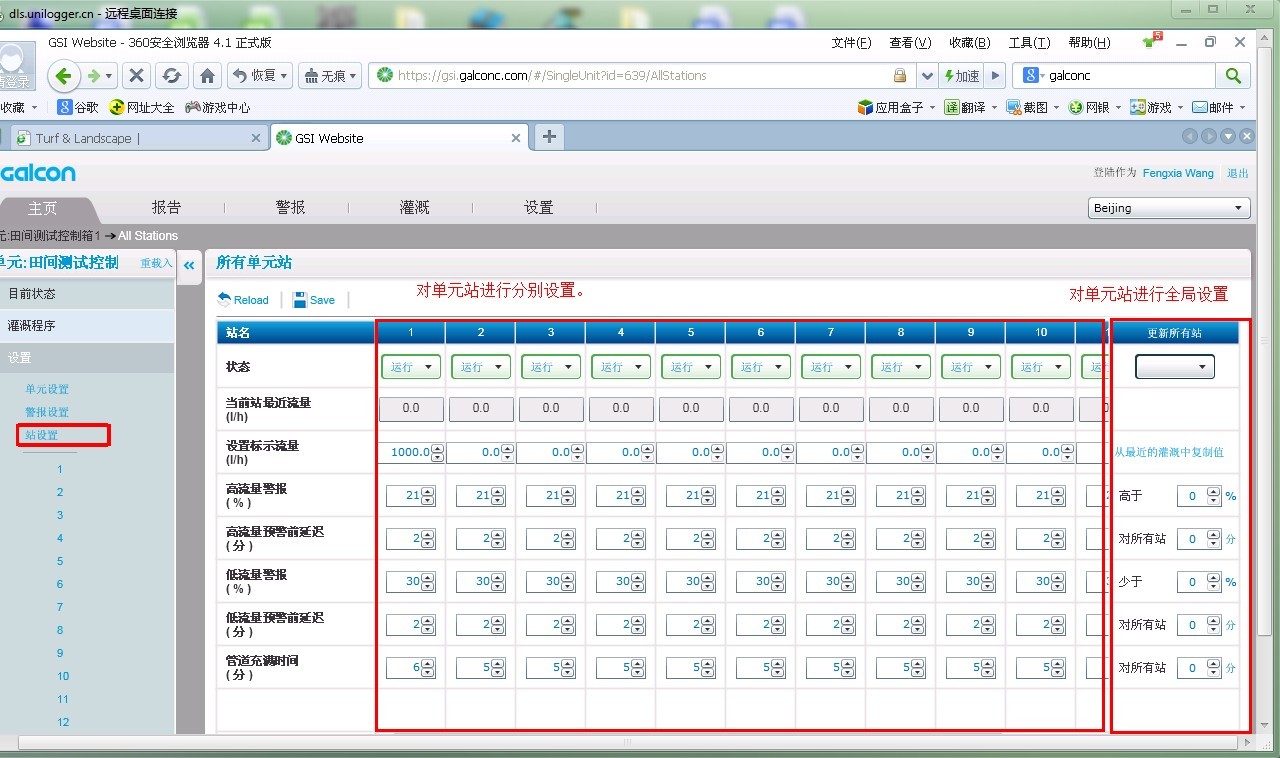 dls.unilogger.cn - 远程桌面连接
GSI Website - 360安全浏览器 4.1 正式版
文件(F) 查看(V) 收藏(B) 工具(T) 帮助(H) 5
请登录
恢复 无痕 https://gsi.galconc.com/#/SingleUnit?id=639/AllStations 加速 galconc
收藏 谷歌 网址大全 游戏中心 应用盒子 翻译 截图 网银 游戏 邮件
Turf & Landscape | GSI Website
Galcon
登陆作为 Fengxia Wang 退出
主页 报告 警报 灌溉 设置 Beijing
元:田间测试控制箱1 → All Stations
单元:田间测试控制 重载入 « 所有单元站
目前状态
灌溉程序
设置
单元设置
警报设置
站设置
1
2
3
4
5
6
7
8
9
10
11
12
Reload Save
对单元站进行分别设置。
对单元站进行全局设置
站名 1 2 3 4 5 6 7 8 9 10 更新所有站
状态 运行 运行 运行 运行 运行 运行 运行 运行 运行 运行 运行
当前站最近流量
(l/h) 0.0 0.0 0.0 0.0 0.0 0.0 0.0 0.0 0.0 0.0
设置标示流量
(l/h) 1000.0 0.0 0.0 0.0 0.0 0.0 0.0 0.0 0.0 0.0 从最近的灌溉中复制值
高流量警报
( % ) 21 21 21 21 21 21 21 21 21 21 高于 0 %
高流量预警前延迟
( 分 ) 2 2 2 2 2 2 2 2 2 2 对所有站 0 分
低流量警报
( % ) 30 30 30 30 30 30 30 30 30 30 少于 0 %
低流量预警前延迟
( 分 ) 2 2 2 2 2 2 2 2 2 2 对所有站 0 分
管道充满时间
( 分 ) 6 5 5 5 5 5 5 5 5 5 对所有站 0 分